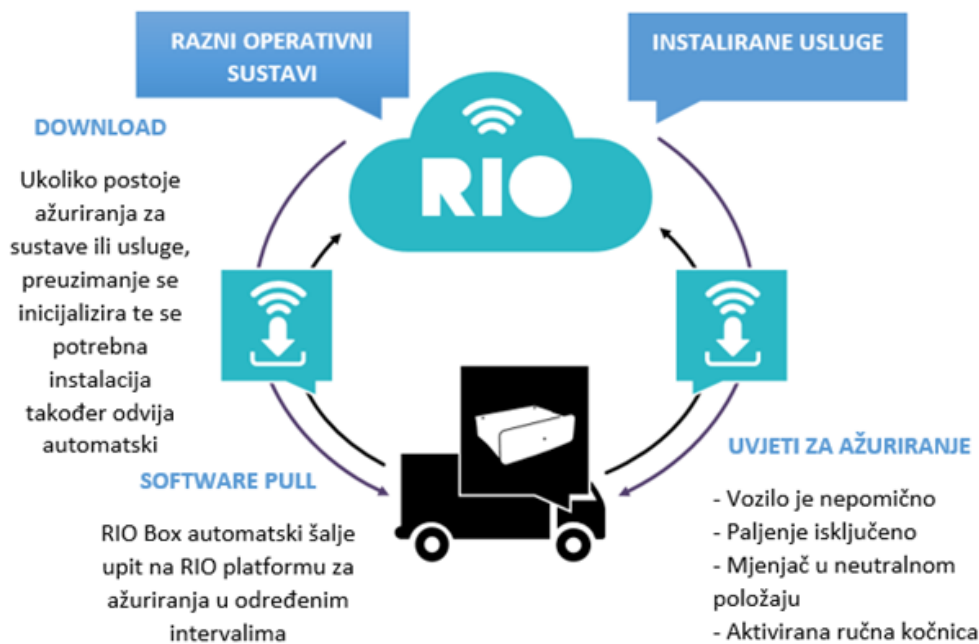 RAZNI OPERATIVNI
SUSTAVI
INSTALIRANE USLUGE
RIO
DOWNLOAD
Ukoliko postoje
ažuriranja za
sustave ili usluge,
preuzimanje se
inicijalizira te se
potrebna
instalacija
također odvija
automatski
SOFTWARE PULL
RIO Box automatski šalje
upit na RIO platformu za
ažuriranja u određenim
intervalima
UVJETI ZA AŽURIRANJE
- Vozilo je nepomično
- Paljenje isključeno
- Mjenjač u neutralnom
položaju
- Aktivirana ručna kočnica